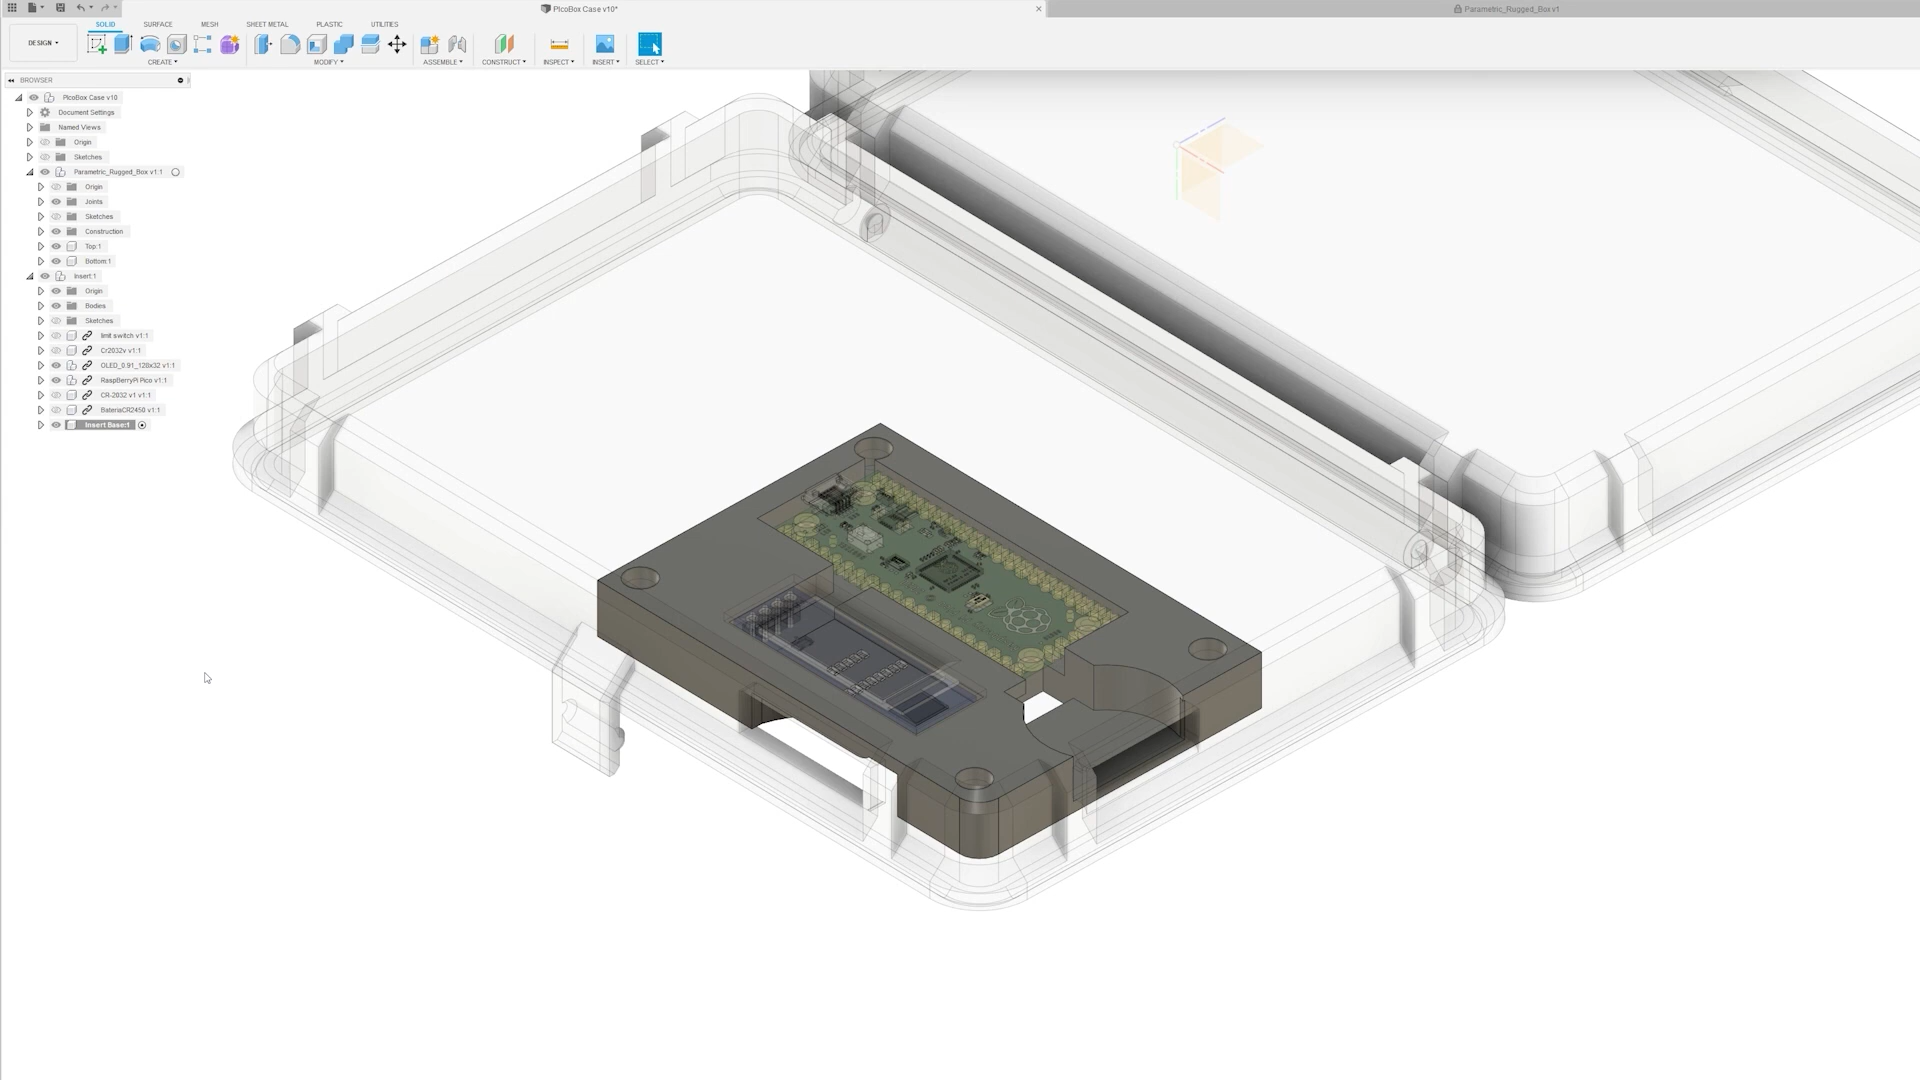 PicoBox Case v10*
Parametric_Rugged_Box v1
SOLID SURFACE MESH SHEET METAL PLASTIC UTILITIES
DESIGN
CREATE MODIFY ASSEMBLE CONSTRUCT INSPECT INSERT SELECT
BROWSER
PicoBox Case v10
Document Settings
Named Views
Origin
Sketches
Parametric_Rugged_Box v1:1
Origin
Joints
Sketches
Construction
Top:1
Bottom:1
Insert:1
Origin
Bodies
Sketches
limit switch v1:1
Cr2032v v1:1
OLED_0.91_128x32 v1:1
RaspBerryPi Pico v1:1
CR-2032 v1 v1:1
BateriaCR2450 v1:1
Insert Base:1